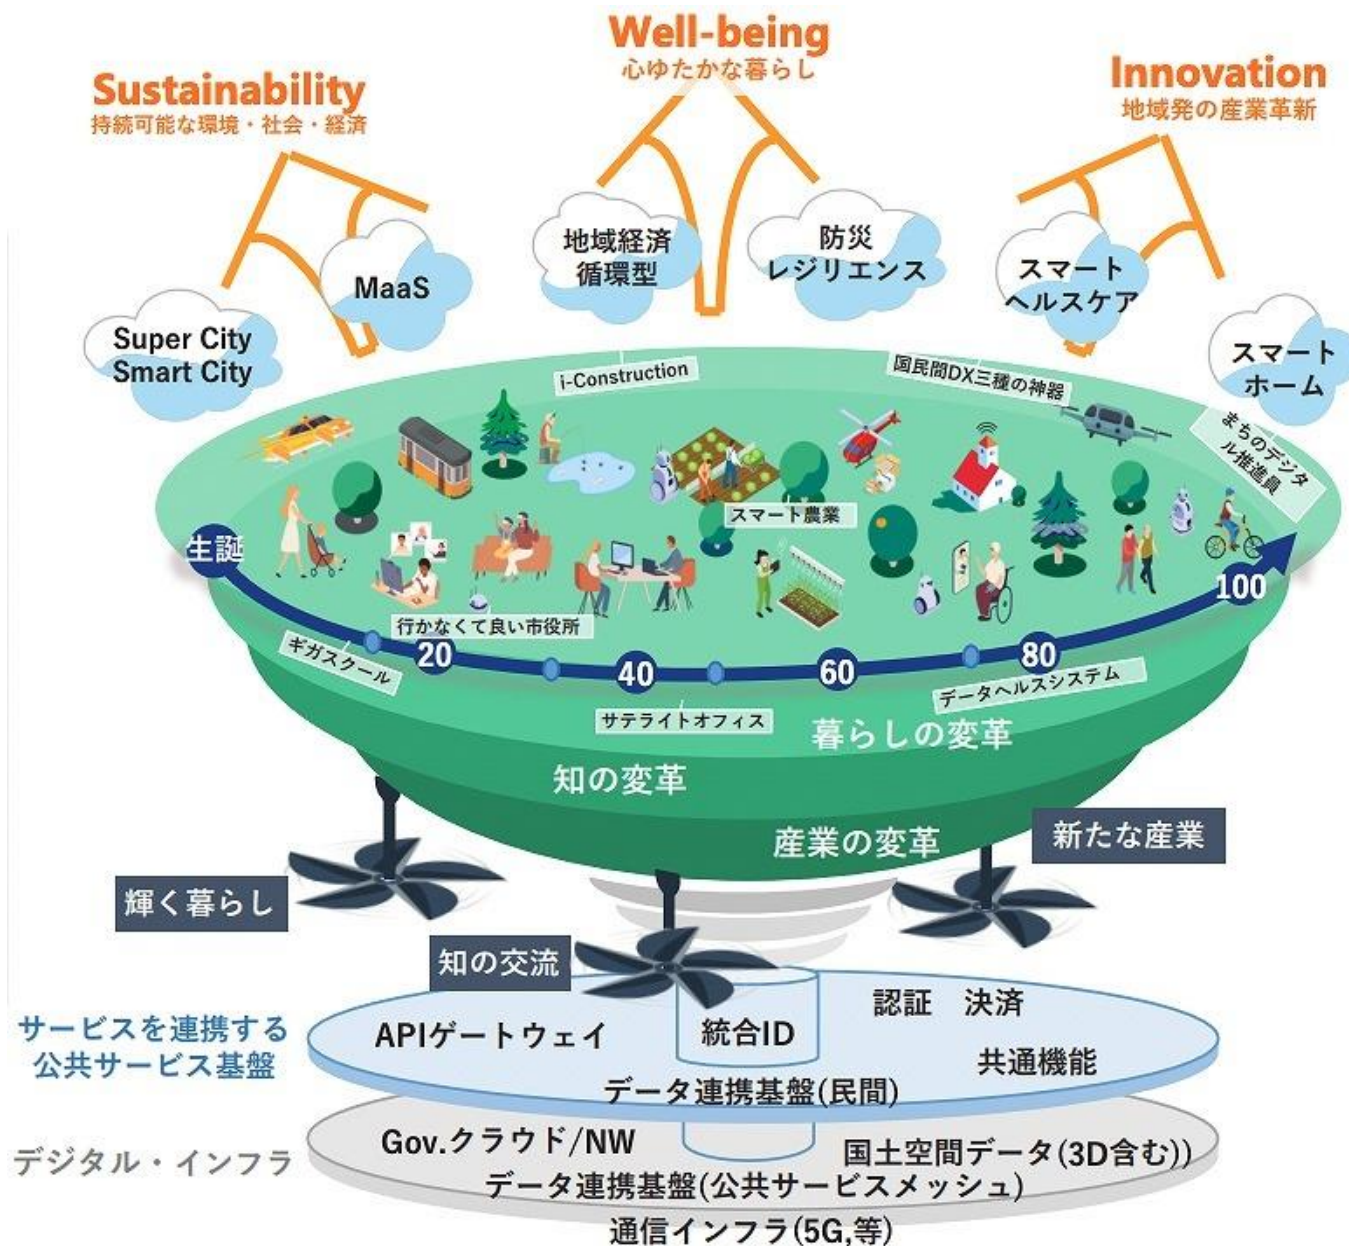 Well-being
心ゆたかな暮らし
Sustainability
持続可能な環境・社会・経済
Innovation
地域発の産業革新
Super City
Smart City
MaaS
地域経済
循環型
防災
レジリエンス
スマート
ヘルスケア
スマート
ホーム
i-Construction
国民間DX三種の神器
まちのデジタ
ル推進員
スマート農業
生誕
行かなくて良い市役所
ギガスクール
20
40
60
80
100
サテライトオフィス
データヘルスシステム
暮らしの変革
知の変革
産業の変革
新たな産業
輝く暮らし
知の交流
サービスを連携する
公共サービス基盤
APIゲートウェイ
統合ID
認証 決済
共通機能
データ連携基盤(民間)
デジタル・インフラ
Gov.クラウド/NW
国土空間データ(3D含む))
データ連携基盤(公共サービスメッシュ)
通信インフラ(5G,等)